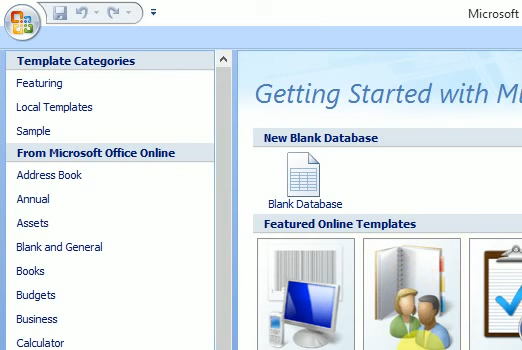 Microsoft
Template Categories
Featuring
Local Templates
Sample
From Microsoft Office Online
Address Book
Annual
Assets
Blank and General
Books
Budgets
Business
Calculator
Getting Started with Mi
New Blank Database
Blank Database
Featured Online Templates